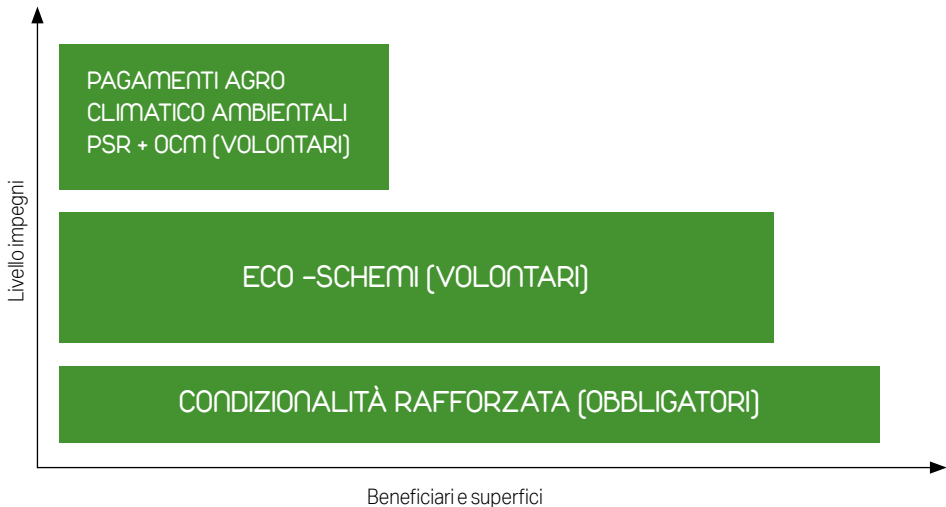 PAGAMENTI AGRO
CLIMATICO AMBIENTALI
PSR + OCM (VOLONTARI)
Livello impegni
ECO –SCHEMI (VOLONTARI)
CONDIZIONALITÀ RAFFORZATA (OBBLIGATORI)
Beneficiari e superfici